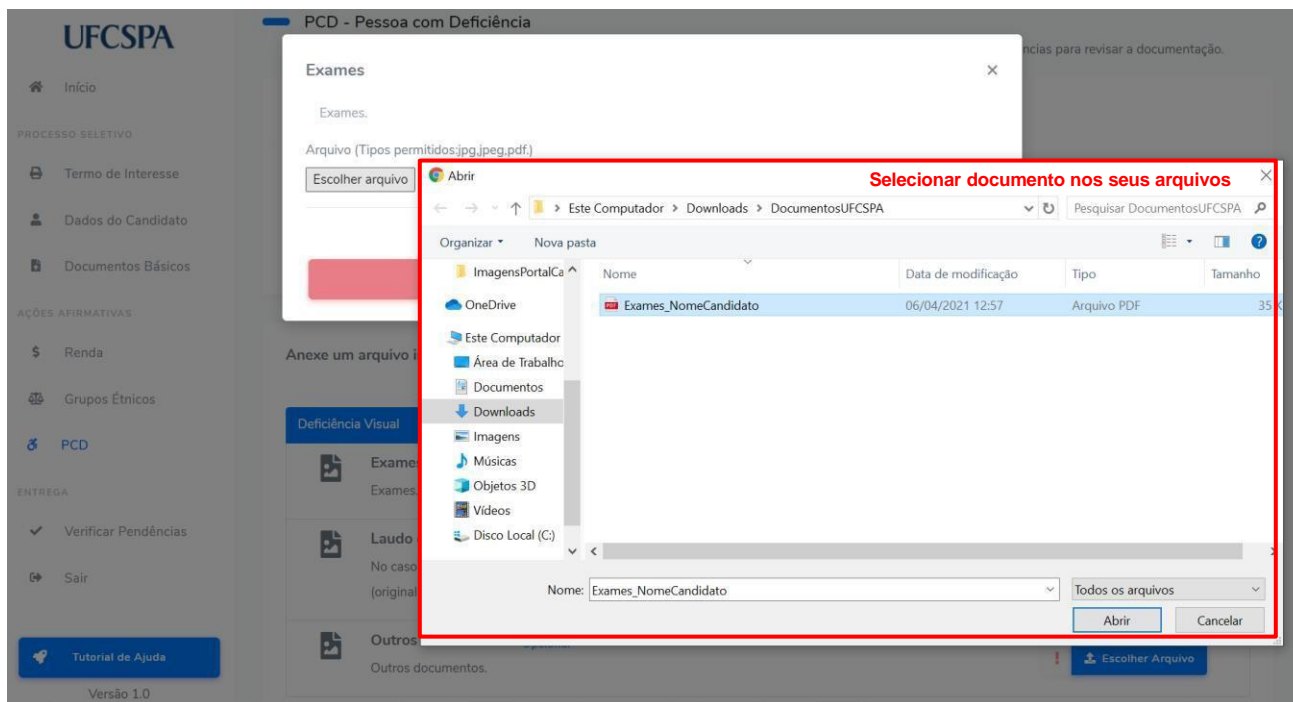 UFCSPA
Início
PROCESSO SELETIVO
Termo de Interesse
Dados do Candidato
Documentos Básicos
AÇÕES AFIRMATIVAS
Renda
Grupos Étnicos
PCD
ENTREGA
Verificar Pendências
Sair
Tutorial de Ajuda
Versão 1.0
PCD - Pessoa com Deficiência
ncias para revisar a documentação.
Exames
Exames.
Arquivo (Tipos permitidos:jpg,jpeg,pdf.)
Escolher arquivo
Anexe um arquivo
Deficiência Visual
Exames
Exames.
Laudo
No caso
(original
Outros
Outros documentos.
Escolher Arquivo
Abrir
Selecionar documento nos seus arquivos
Este Computador > Downloads > DocumentosUFCSPA
Pesquisar DocumentosUFCSPA
Organizar
Nova pasta
ImagensPortalCa
OneDrive
Este Computador
Área de Trabalho
Documentos
Downloads
Imagens
Músicas
Objetos 3D
Vídeos
Disco Local (C:)
Nome Data de modificação Tipo Tamanho
Exames_NomeCandidato 06/04/2021 12:57 Arquivo PDF 35 K
Nome: Exames_NomeCandidato
Todos os arquivos
Abrir
Cancelar